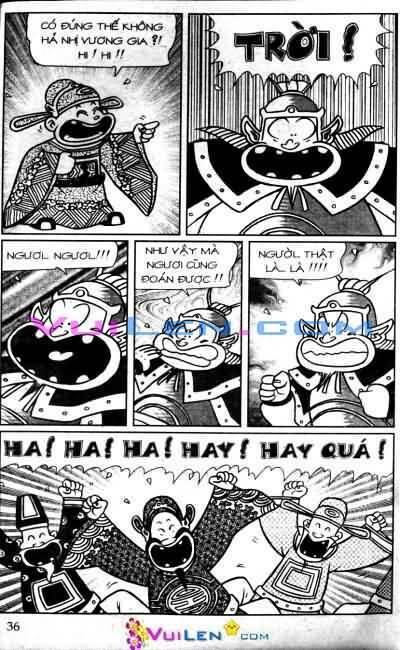 CÓ ĐÚNG THẾ KHÔNG
HẢ NHỊ VƯƠNG GIA ?!
HI ! HI !!
TRỜI !
NGƯƠI.. NGƯƠI...!!!
NHƯ VẬY MÀ
NGƯƠI CŨNG
ĐOÁN ĐƯỢC !!
NGƯƠI.. THẬT
LÀ.. LÀ !!!!
VuiLen.com
HA! HA! HA! HAY! HAY QUÁ !
36
VuiLen.com